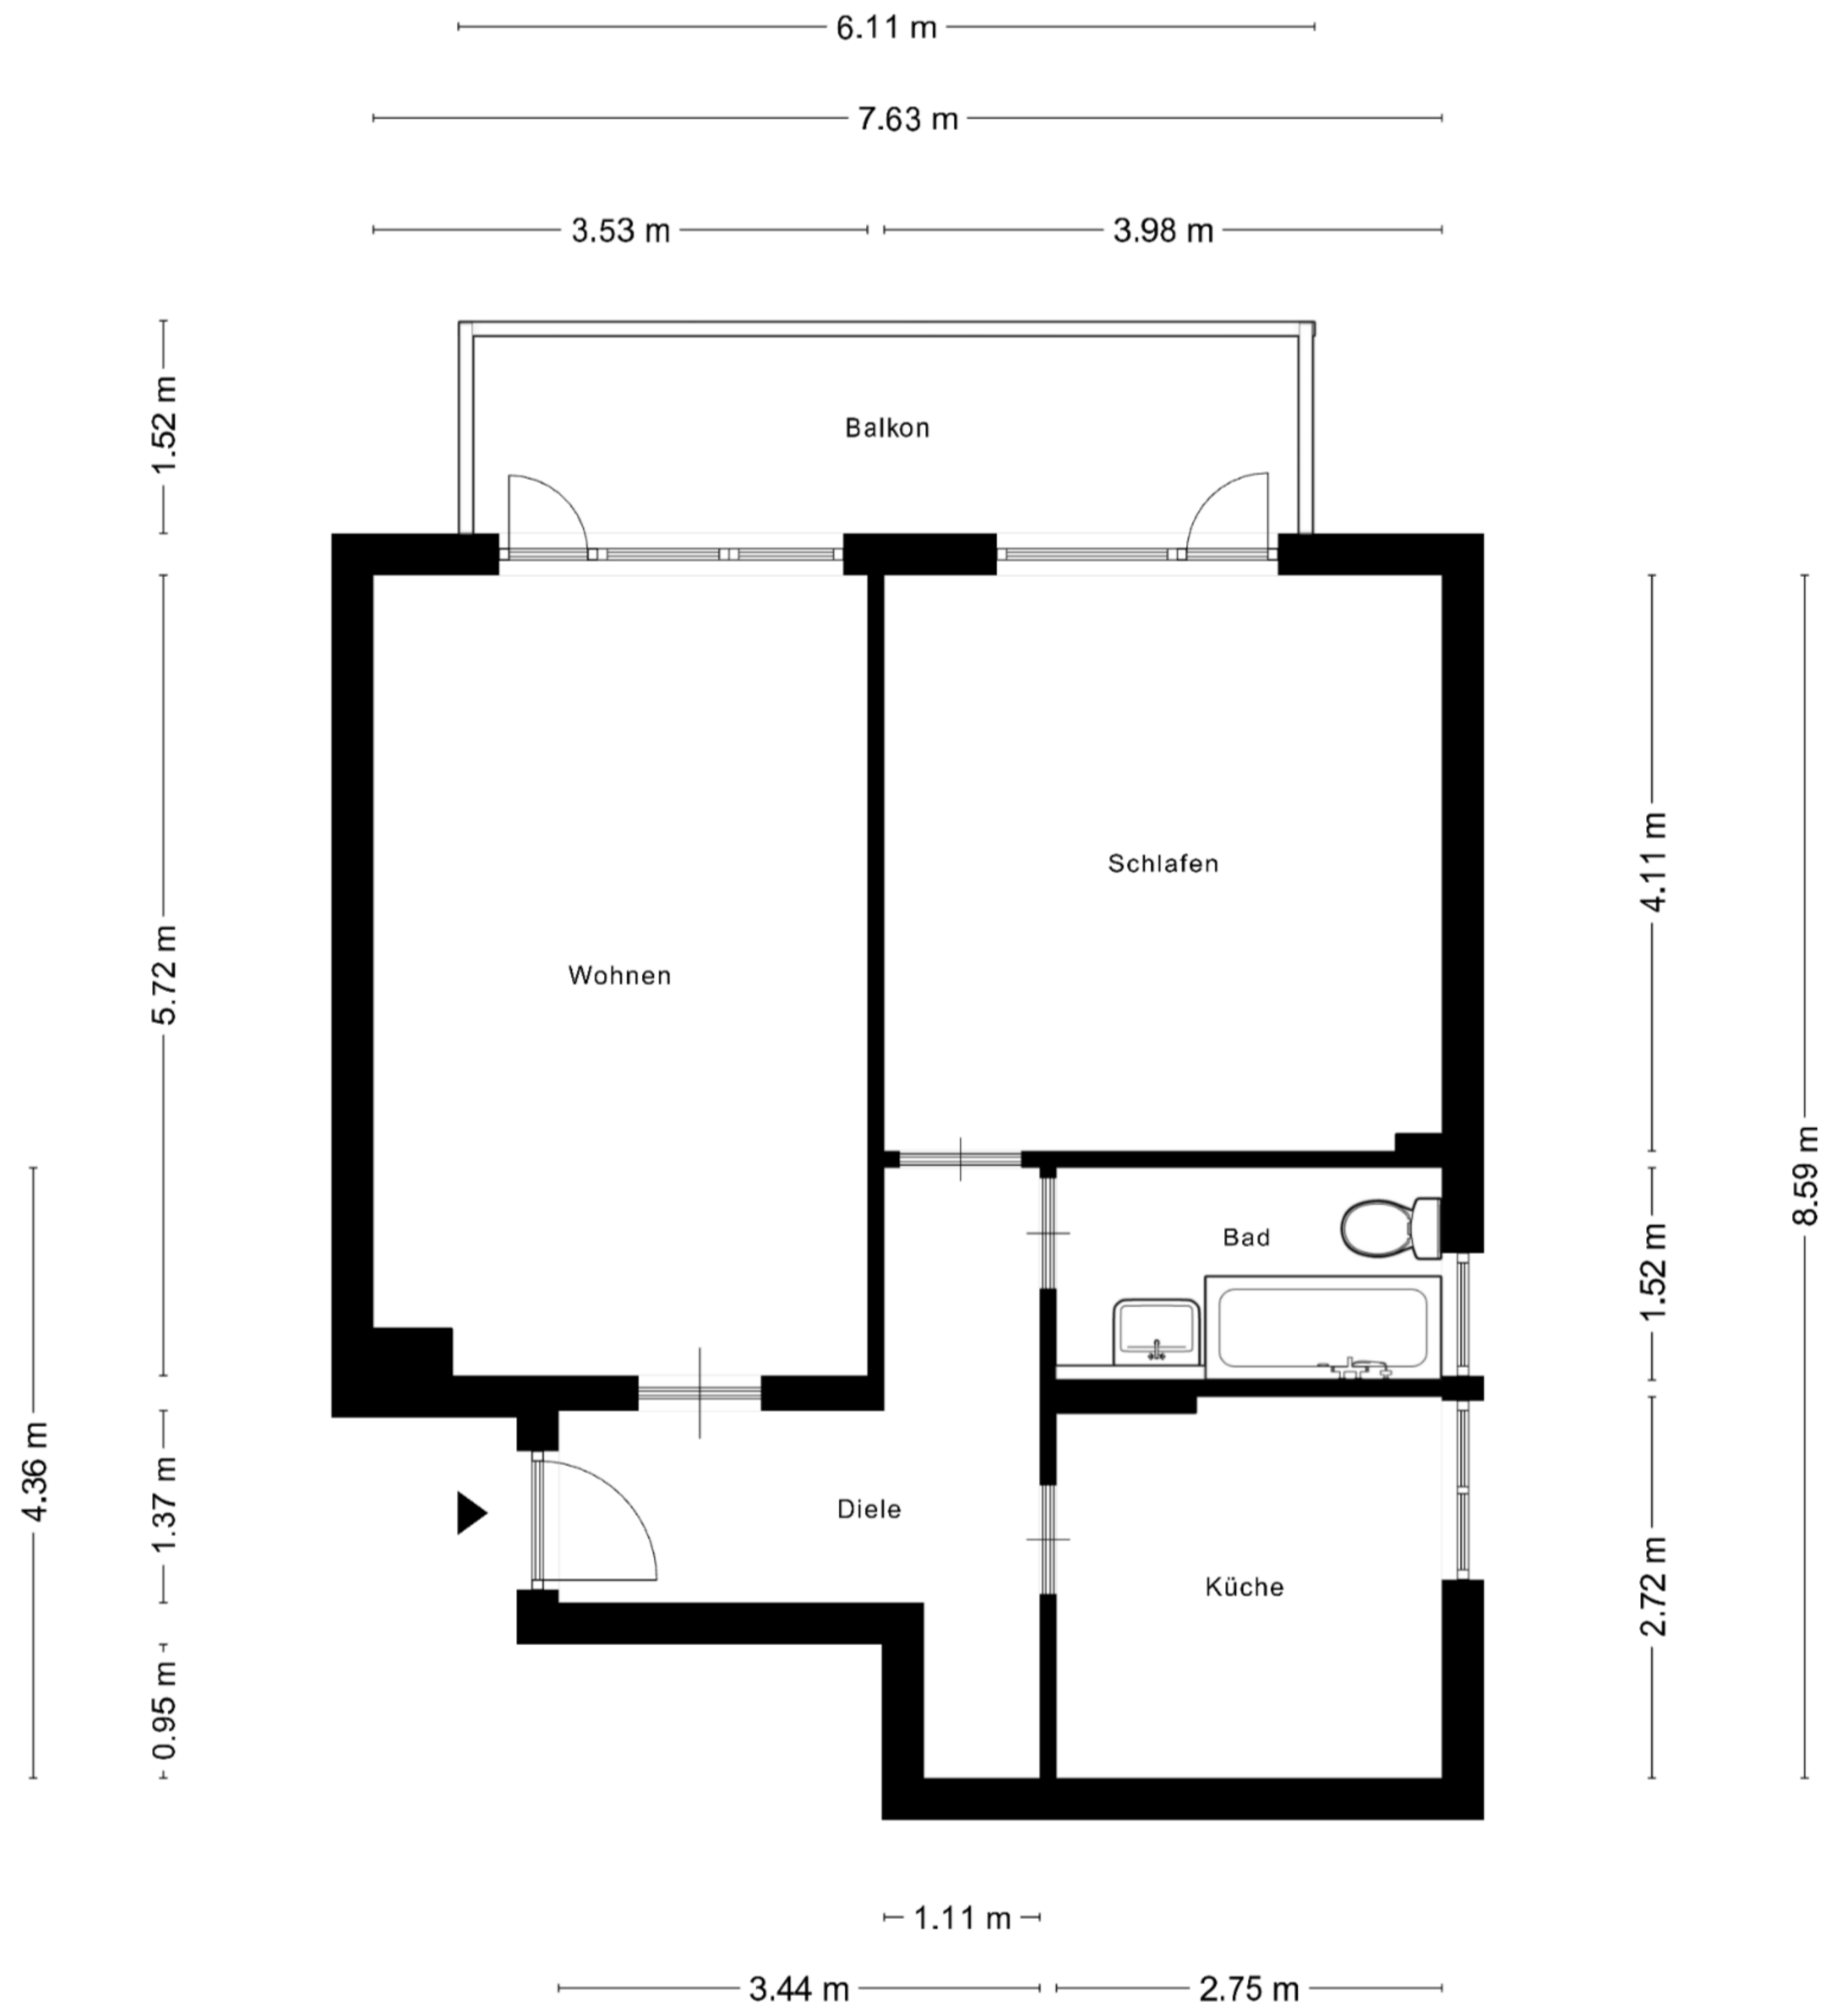 6.11 m
7.63 m
3.53 m
3.98 m
1.52 m
Balkon
4.11 m
Schlafen
5.72 m
Wohnen
8.59 m
Bad
1.52 m
4.36 m
1.37 m
Diele
Küche
2.72 m
0.95 m
1.11 m
3.44 m
2.75 m